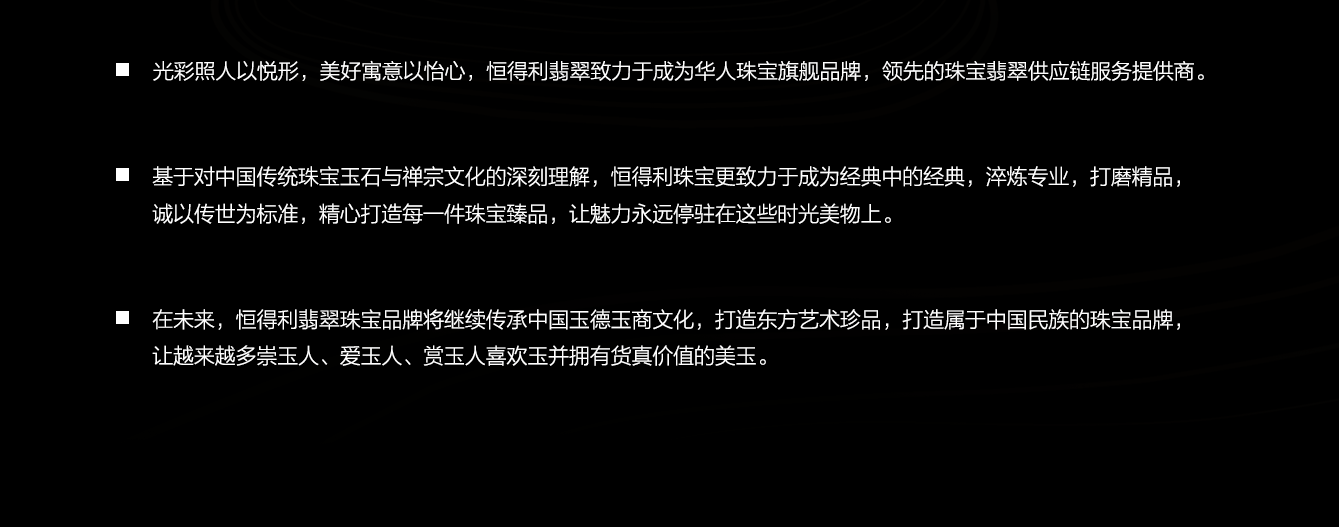 光彩照人以悦形，美好寓意以怡心，恒得利翡翠致力于成为华人珠宝旗舰品牌，领先的珠宝翡翠供应链服务提供商。
基于对中国传统珠宝玉石与禅宗文化的深刻理解，恒得利珠宝更致力于成为经典中的经典，淬炼专业，打磨精品，
诚以传世为标准，精心打造每一件珠宝臻品，让魅力永远停驻在这些时光美物上。
在未来，恒得利翡翠珠宝品牌将继续传承中国玉德玉商文化，打造东方艺术珍品，打造属于中国民族的珠宝品牌，
让越来越多崇玉人、爱玉人、赏玉人喜欢玉并拥有货真价值的美玉。